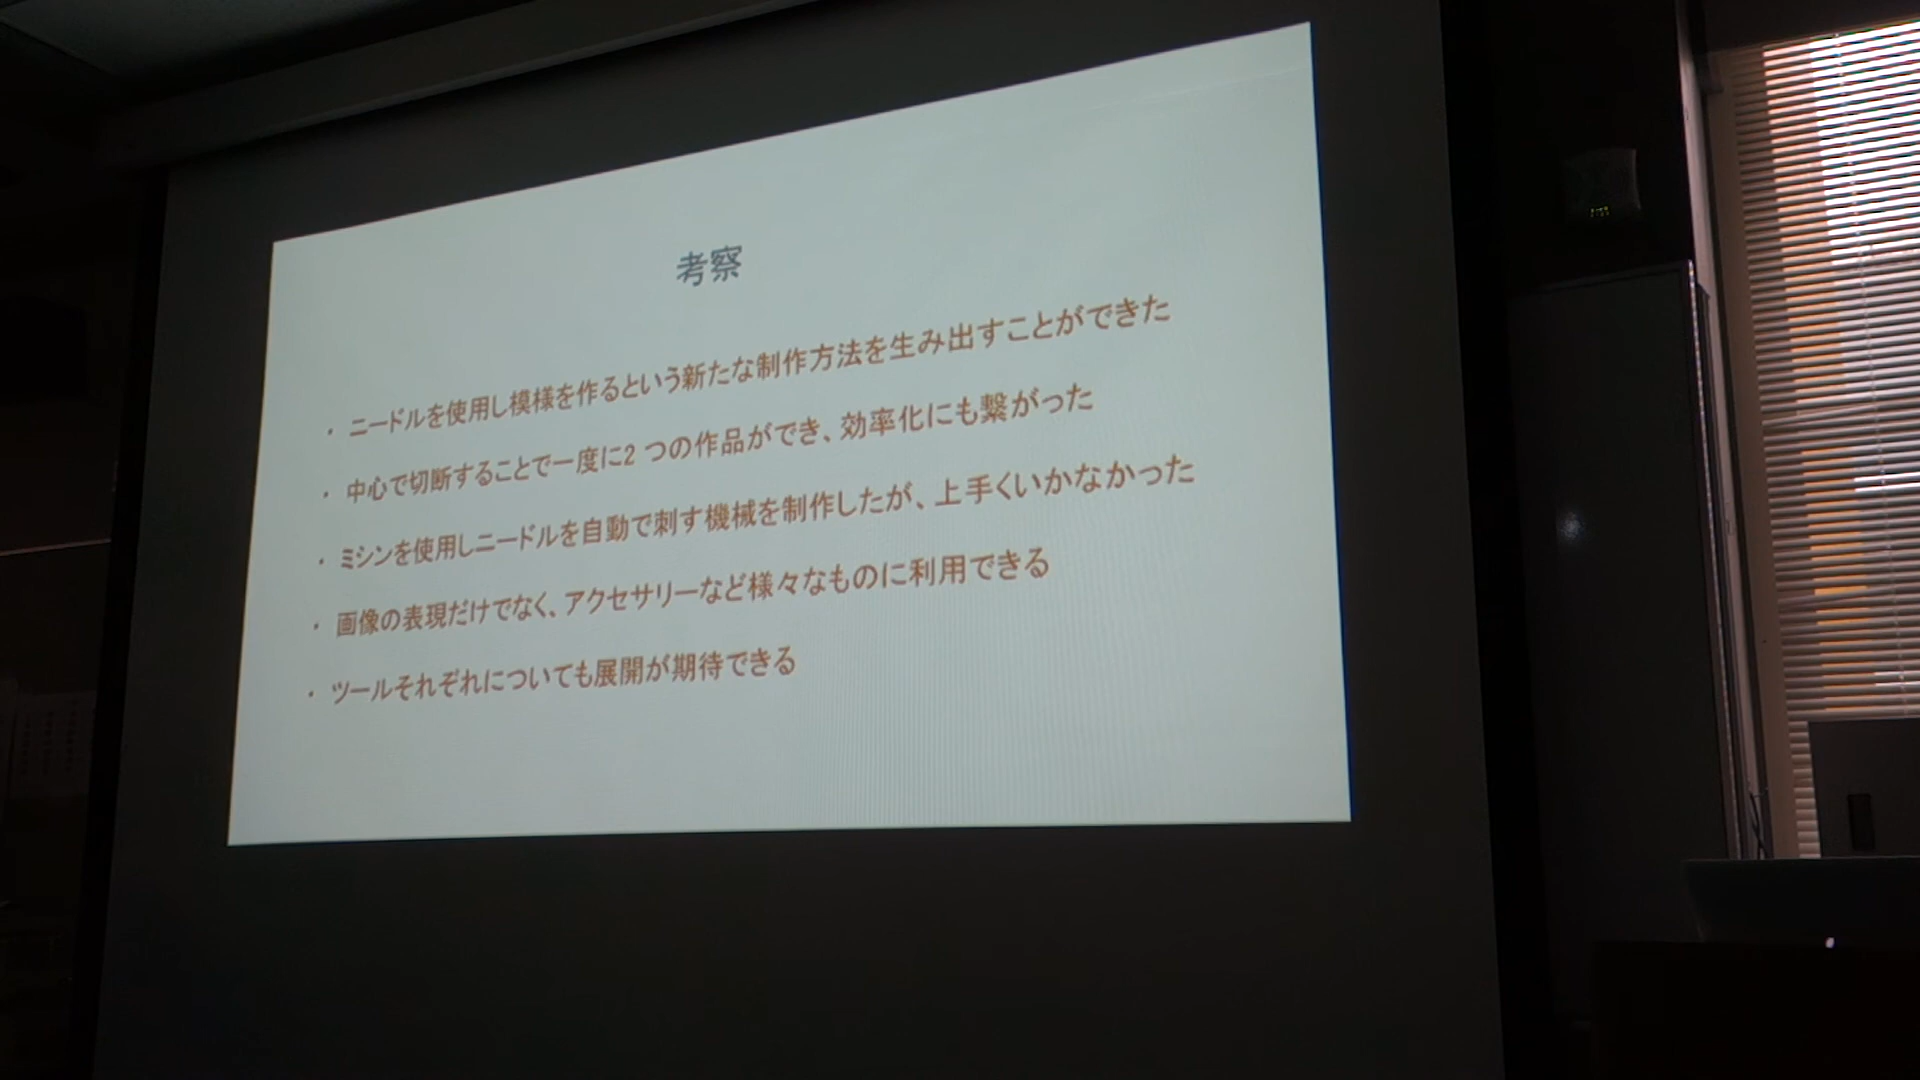 考察
・ ニードルを使用し模様を作るという新たな制作方法を生み出すことができた
・ 中心で切断することで一度に2 つの作品ができ、効率化にも繋がった
・ ミシンを使用しニードルを自動で刺す機械を制作したが、上手くいかなかった
・ 画像の表現だけでなく、アクセサリーなど様々なものに利用できる
・ ツールそれぞれについても展開が期待できる